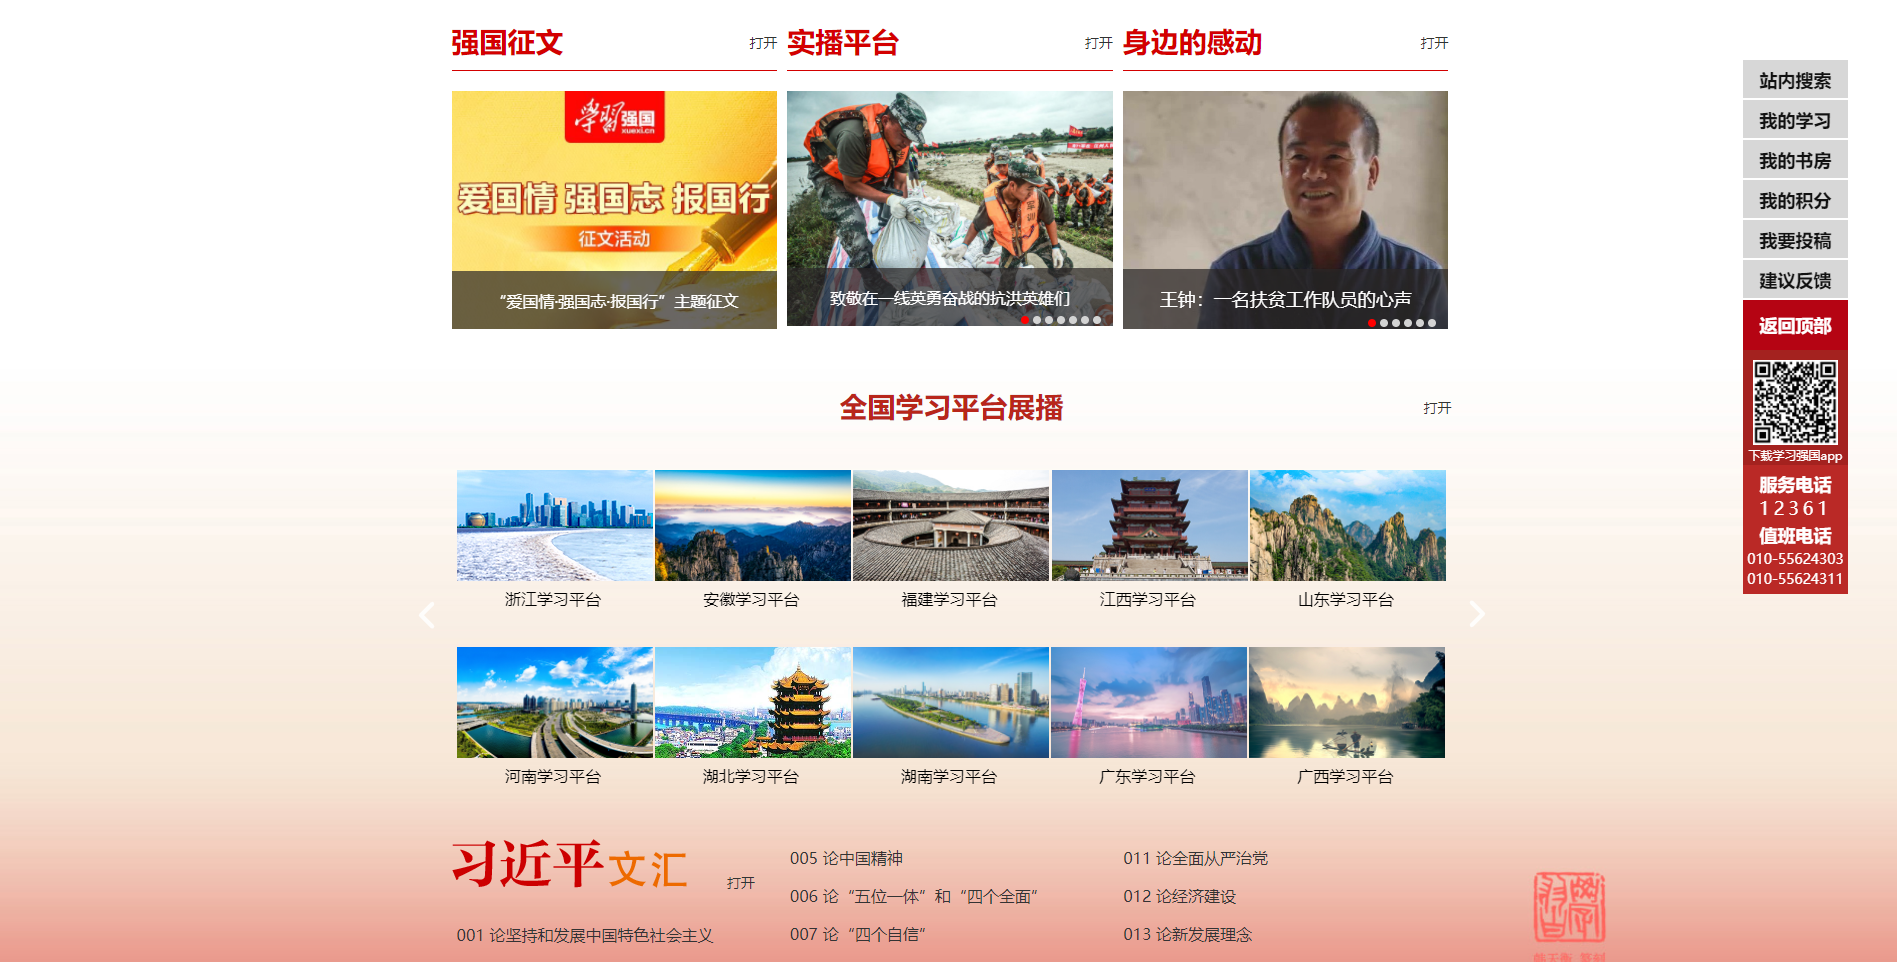 强国征文
打开
实播平台
打开
身边的感动
打开
学习强国
xuexi.cn
爱国情 强国志 报国行
征文活动
“爱国情·强国志·报国行”主题征文
军训
致敬在一线英勇奋战的抗洪英雄们
王钟：一名扶贫工作队员的心声
站内搜索
我的学习
我的书房
我的积分
我要投稿
建议反馈
返回顶部
下载学习强国app
服务电话
12361
值班电话
010-55624303
010-55624311
全国学习平台展播
打开
浙江学习平台
安徽学习平台
福建学习平台
江西学习平台
山东学习平台
河南学习平台
湖北学习平台
湖南学习平台
广东学习平台
广西学习平台
习近平文汇
打开
001 论坚持和发展中国特色社会主义
005 论中国精神
006 论“五位一体”和“四个全面”
007 论“四个自信”
011 论全面从严治党
012 论经济建设
013 论新发展理念